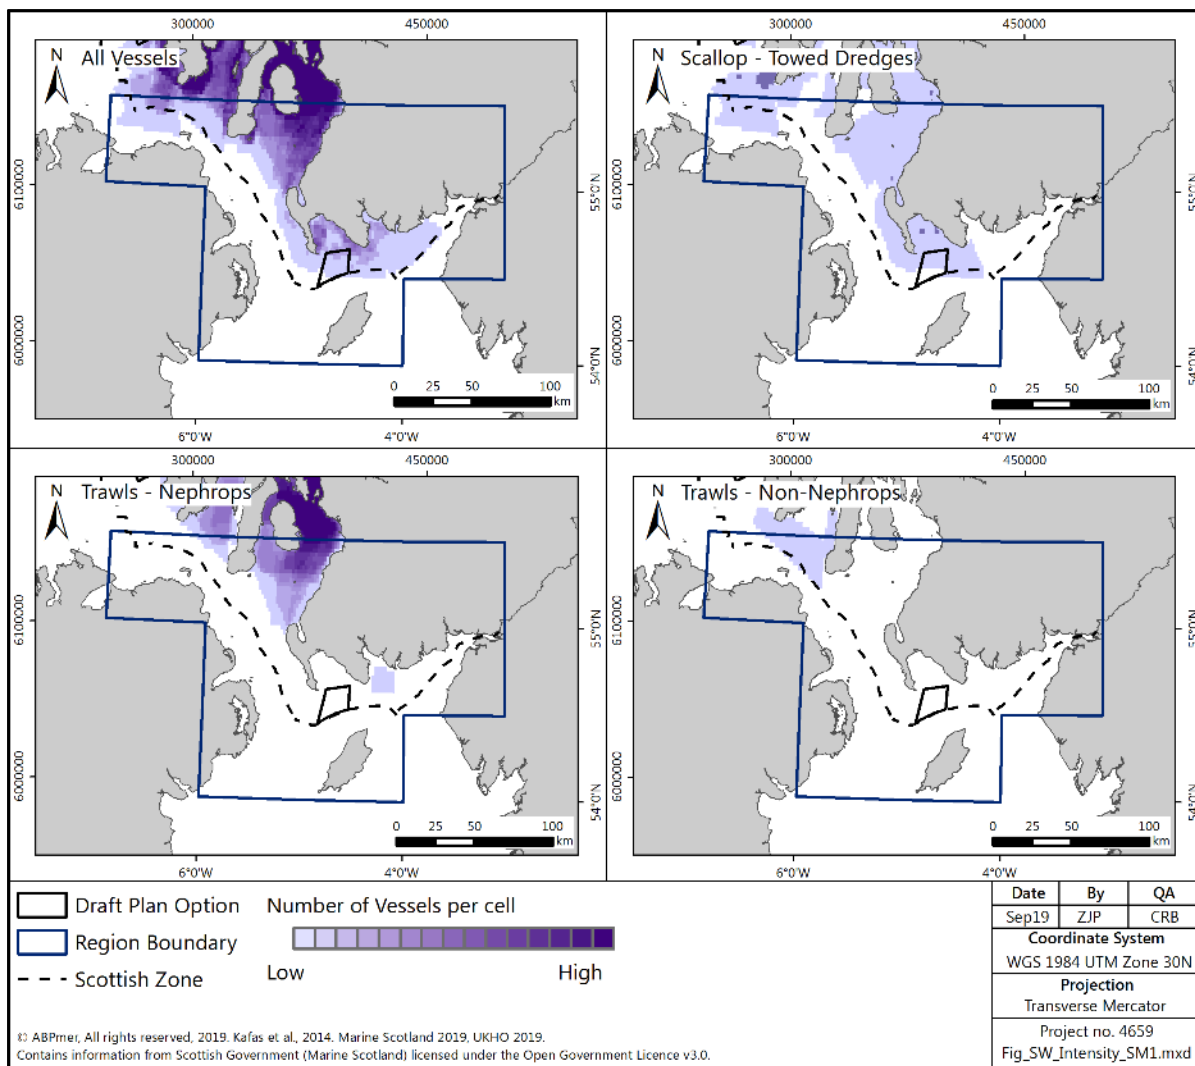 300000 450000 300000 450000
N All Vessels N Scallop - Towed Dredges
6100000 55°0'N 6100000 55°0'N
6000000 54°0'N 6000000 54°0'N
0 25 50 100 0 25 50 100
km km
6°0'W 4°0'W 6°0'W 4°0'W
300000 450000 300000 450000
N Trawls - Nephrops N Trawls - Non-Nephrops
6100000 55°0'N 6100000 55°0'N
6000000 54°0'N 6000000 54°0'N
0 25 50 100 0 25 50 100
km km
6°0'W 4°0'W 6°0'W 4°0'W
Draft Plan Option
Region Boundary
Scottish Zone
Number of Vessels per cell
Low High
Date By QA
Sep19 ZJP CRB
Coordinate System
WGS 1984 UTM Zone 30N
Projection
Transverse Mercator
Project no. 4659
Fig_SW_Intensity_SM1.mxd
© ABPmer, All rights reserved, 2019. Kafas et al., 2014. Marine Scotland 2019, UKHO 2019.
Contains information from Scottish Government (Marine Scotland) licensed under the Open Government Licence v3.0.